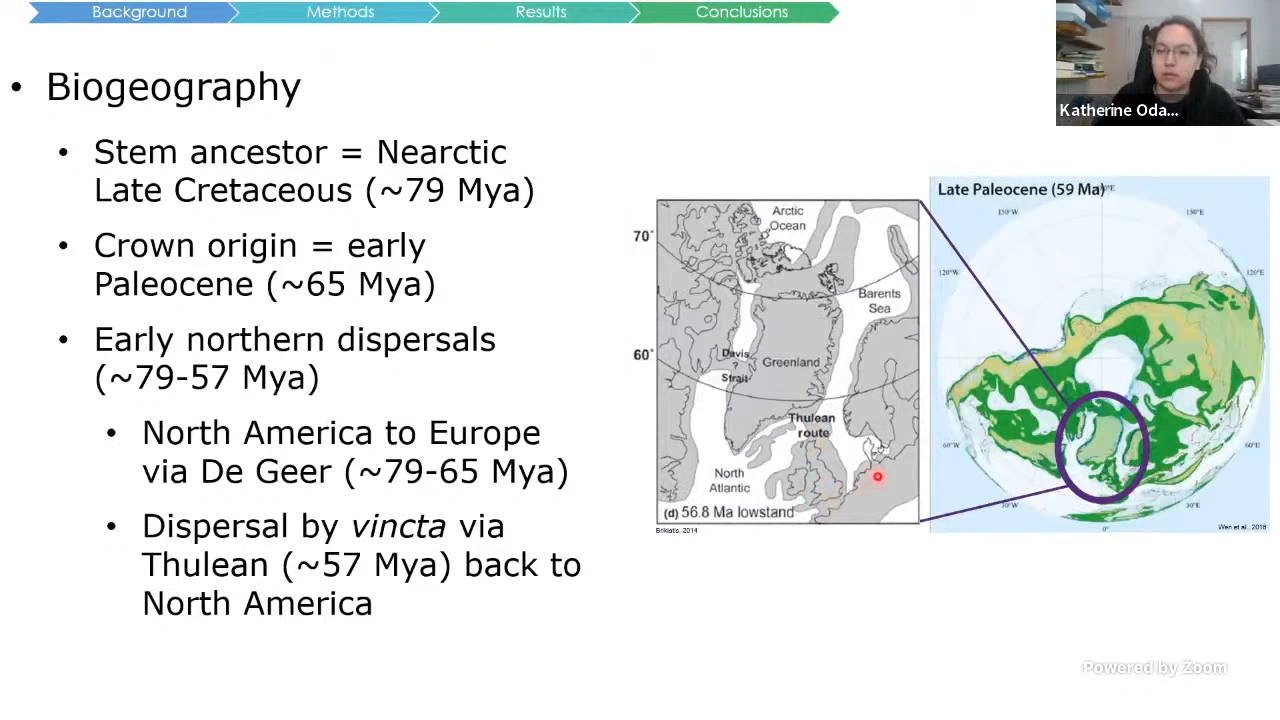 Background
Methods
Results
Conclusions
Katherine Oda...
• Biogeography
• Stem ancestor = Nearctic
Late Cretaceous (~79 Mya)
• Crown origin = early
Paleocene (~65 Mya)
• Early northern dispersals
(~79-57 Mya)
• North America to Europe
via De Geer (~79-65 Mya)
• Dispersal by vincta via
Thulean (~57 Mya) back to
North America
70°
60°
Arctic
Ocean
Barents
Sea
Davis
Strait
Greenland
Thulean
route
North
Atlantic
(d) 56.8 Ma lowstand
Brikiatis, 2014
Late Paleocene (59 Ma)
150°W
150°E
120°W
120°E
60°W
60°E
30°W
30°E
0°
Wen et al., 2016
Powered by Zoom